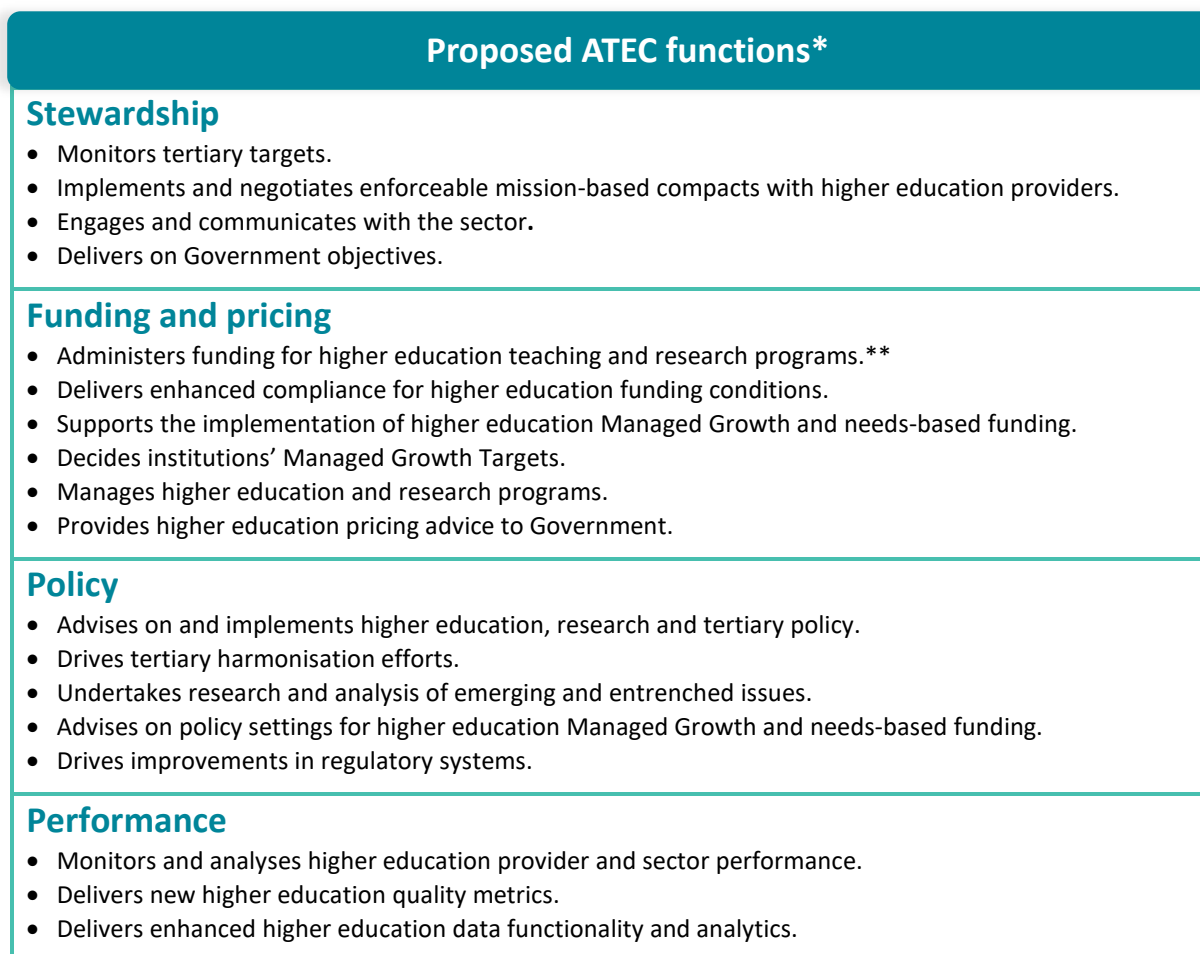 Proposed ATEC functions*
Stewardship
• Monitors tertiary targets.
• Implements and negotiates enforceable mission-based compacts with higher education providers.
• Engages and communicates with the sector.
• Delivers on Government objectives.
Funding and pricing
• Administers funding for higher education teaching and research programs.**
• Delivers enhanced compliance for higher education funding conditions.
• Supports the implementation of higher education Managed Growth and needs-based funding.
• Decides institutions’ Managed Growth Targets.
• Manages higher education and research programs.
• Provides higher education pricing advice to Government.
Policy
• Advises on and implements higher education, research and tertiary policy.
• Drives tertiary harmonisation efforts.
• Undertakes research and analysis of emerging and entrenched issues.
• Advises on policy settings for higher education Managed Growth and needs-based funding.
• Drives improvements in regulatory systems.
Performance
• Monitors and analyses higher education provider and sector performance.
• Delivers new higher education quality metrics.
• Delivers enhanced higher education data functionality and analytics.